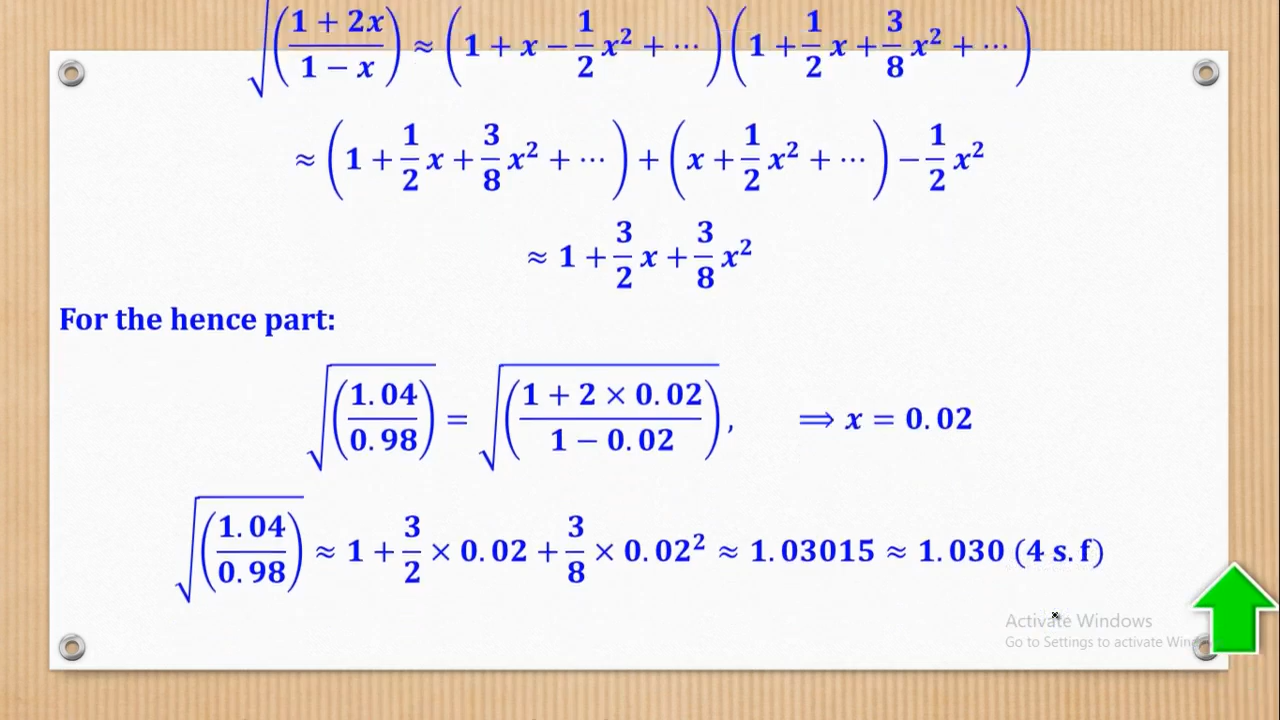 √((1 + 2x)/(1 − x)) ≈ (1 + x − 1/2 x² + ⋯)(1 + 1/2 x + 3/8 x² + ⋯)
≈ (1 + 1/2 x + 3/8 x² + ⋯) + (x + 1/2 x² + ⋯) − 1/2 x²
≈ 1 + 3/2 x + 3/8 x²
For the hence part:
√(1.04/0.98) = √((1 + 2 × 0.02)/(1 − 0.02)), ⟹ x = 0.02
√(1.04/0.98) ≈ 1 + 3/2 × 0.02 + 3/8 × 0.02² ≈ 1.03015 ≈ 1.030 (4 s.f)
Activate Windows
Go to Settings to activate